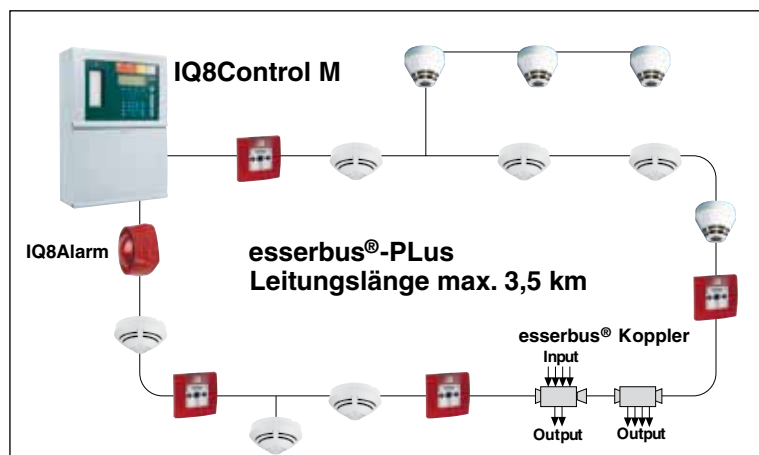 IQ8Control M
IQ8Alarm
esserbus®-PLus
Leitungslänge max. 3,5 km
esserbus® Koppler
Input
Output
Output